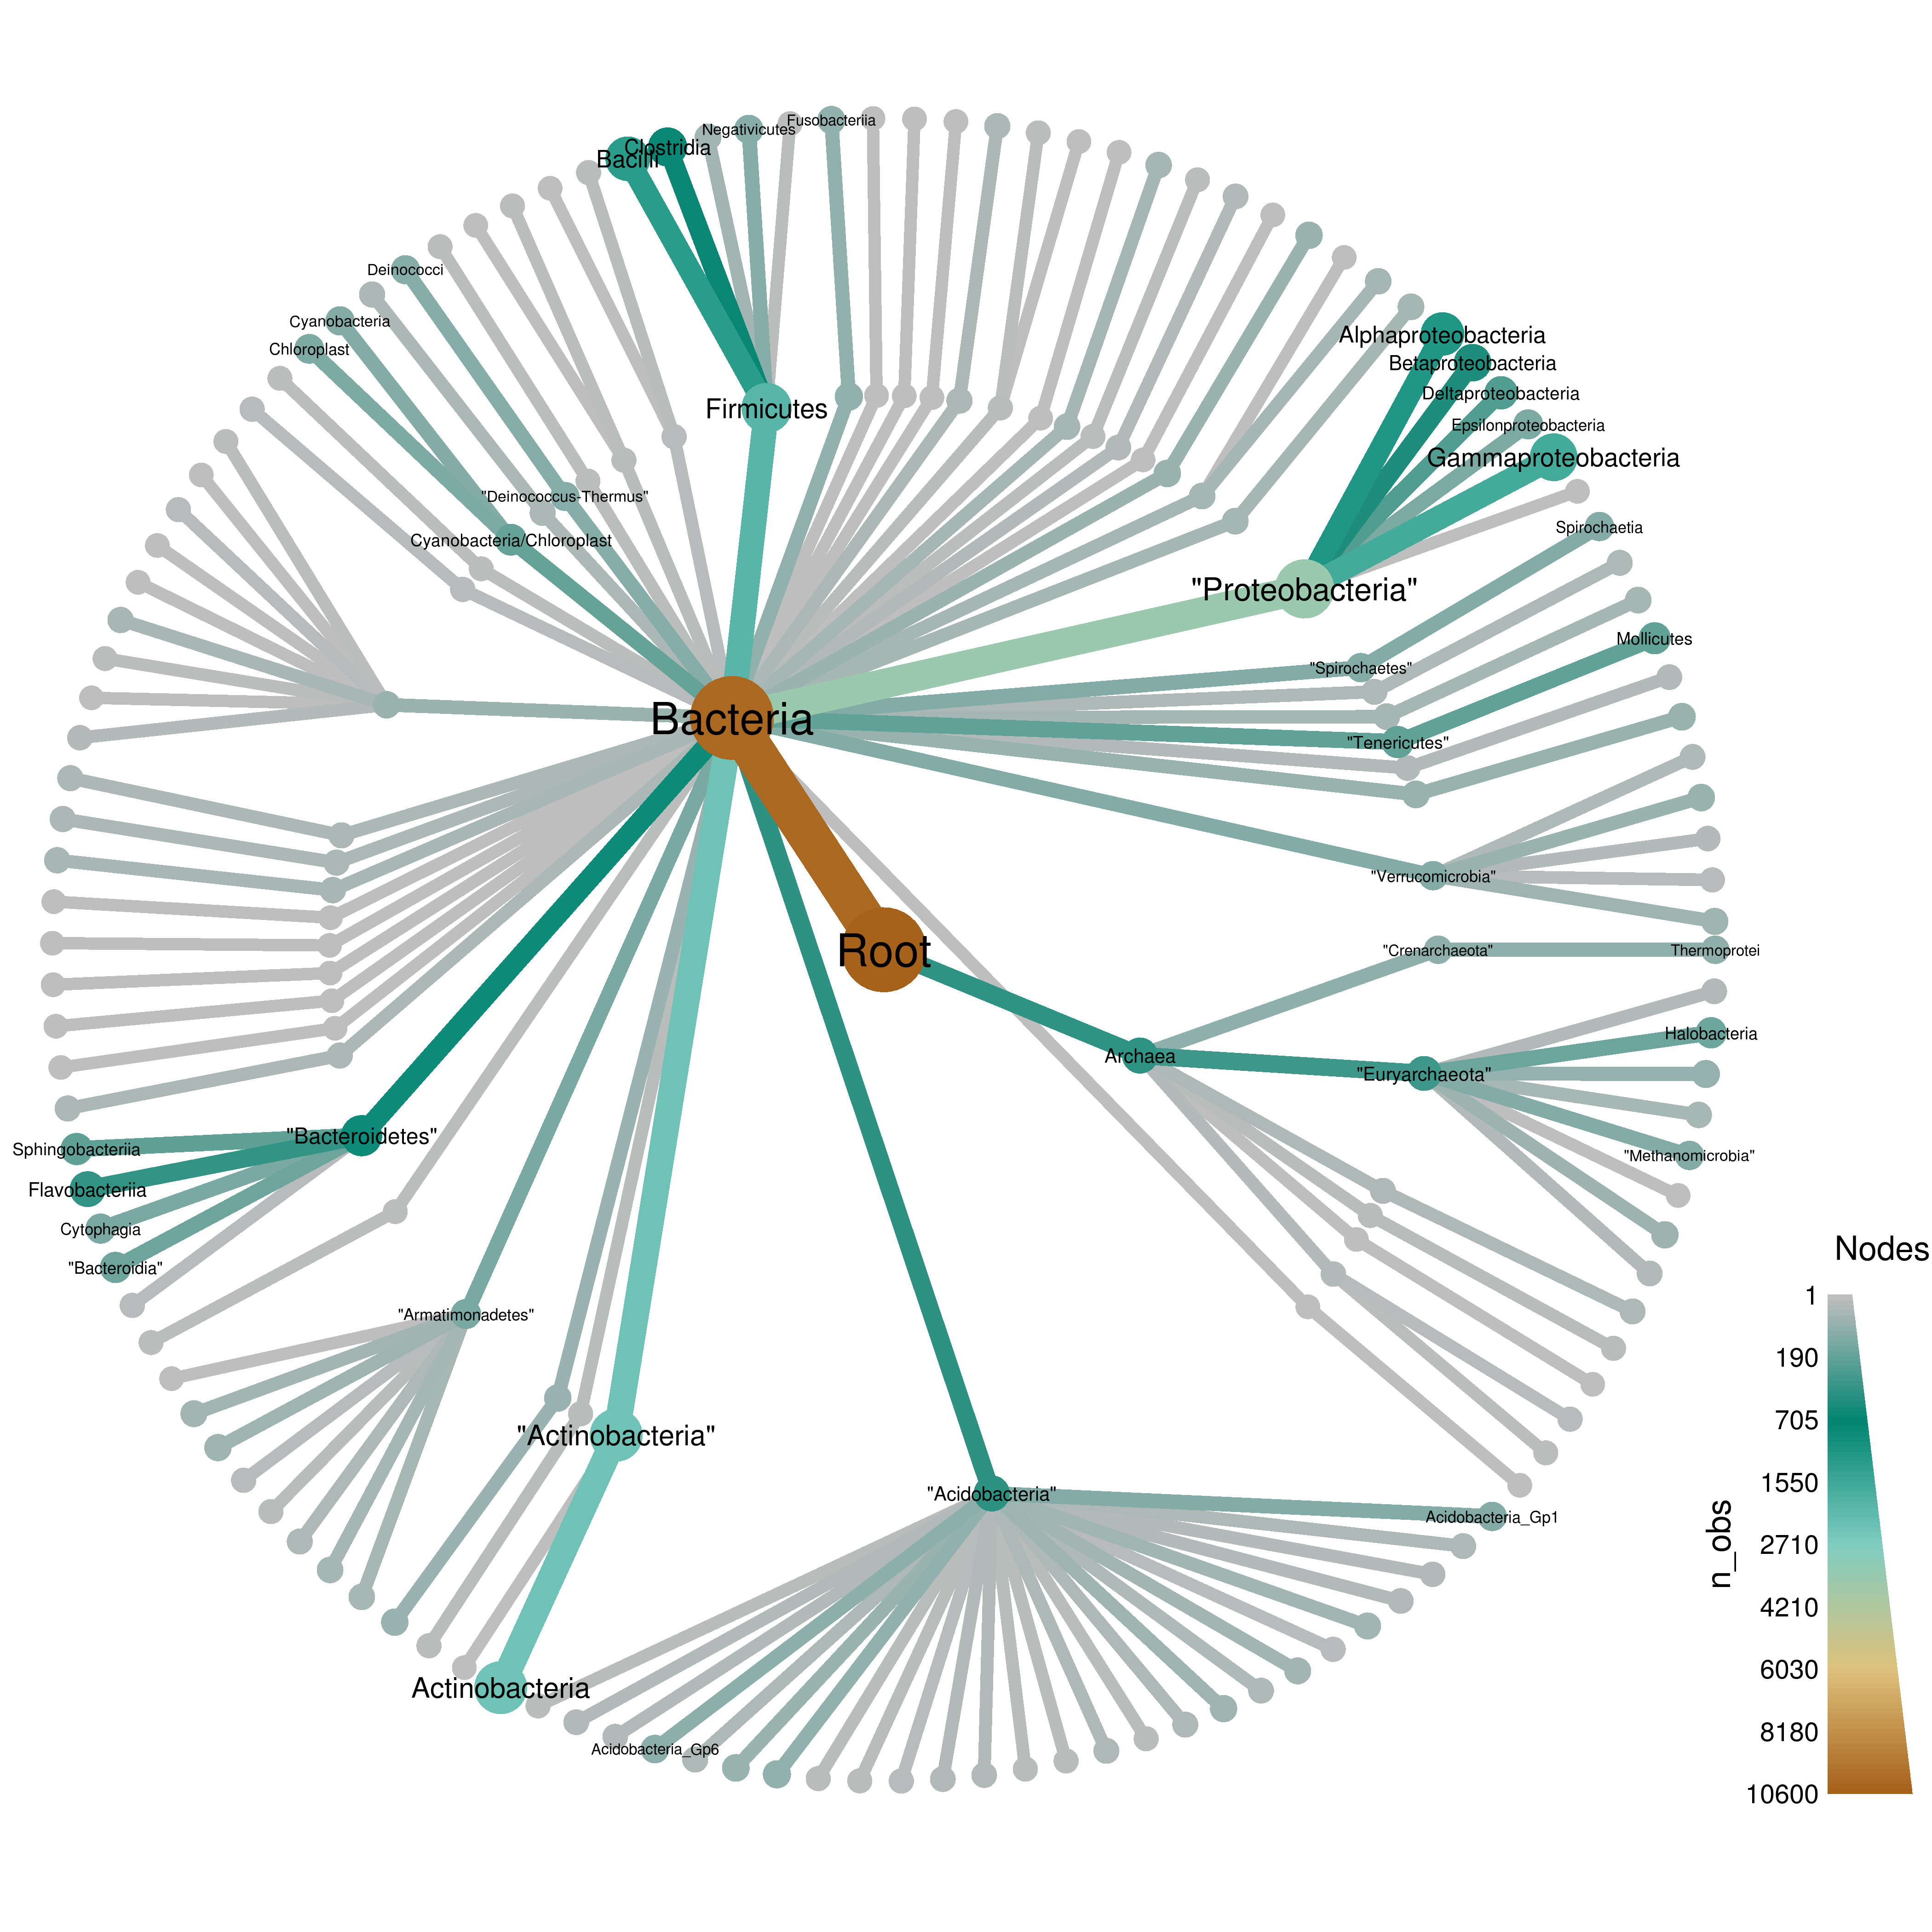 Fusobacteriia
Negativicutes
Clostridia
Bacilli
Deinococci
Cyanobacteria
Chloroplast
Alphaproteobacteria
Betaproteobacteria
Deltaproteobacteria
Epsilonproteobacteria
Gammaproteobacteria
Firmicutes
"Deinococcus-Thermus"
Cyanobacteria/Chloroplast
Spirochaetia
"Proteobacteria"
Mollicutes
"Spirochaetes"
Bacteria
"Tenericutes"
"Verrucomicrobia"
Root
"Crenarchaeota"
Thermoprotei
Halobacteria
Archaea
"Euryarchaeota"
"Bacteroidetes"
Sphingobacteriia
"Methanomicrobia"
Flavobacteriia
Cytophagia
"Bacteroidia"
"Armatimonadetes"
"Actinobacteria"
"Acidobacteria"
Acidobacteria_Gp1
Actinobacteria
Acidobacteria_Gp6
Nodes
n_obs
1
190
705
1550
2710
4210
6030
8180
10600